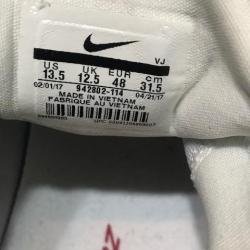 VJ
US UK EUR cm
13.5 12.5 48 31.5
02/01/17 942802-114 04/21/17
MADE IN VIETNAM
FABRIQUE AU VIETNAM